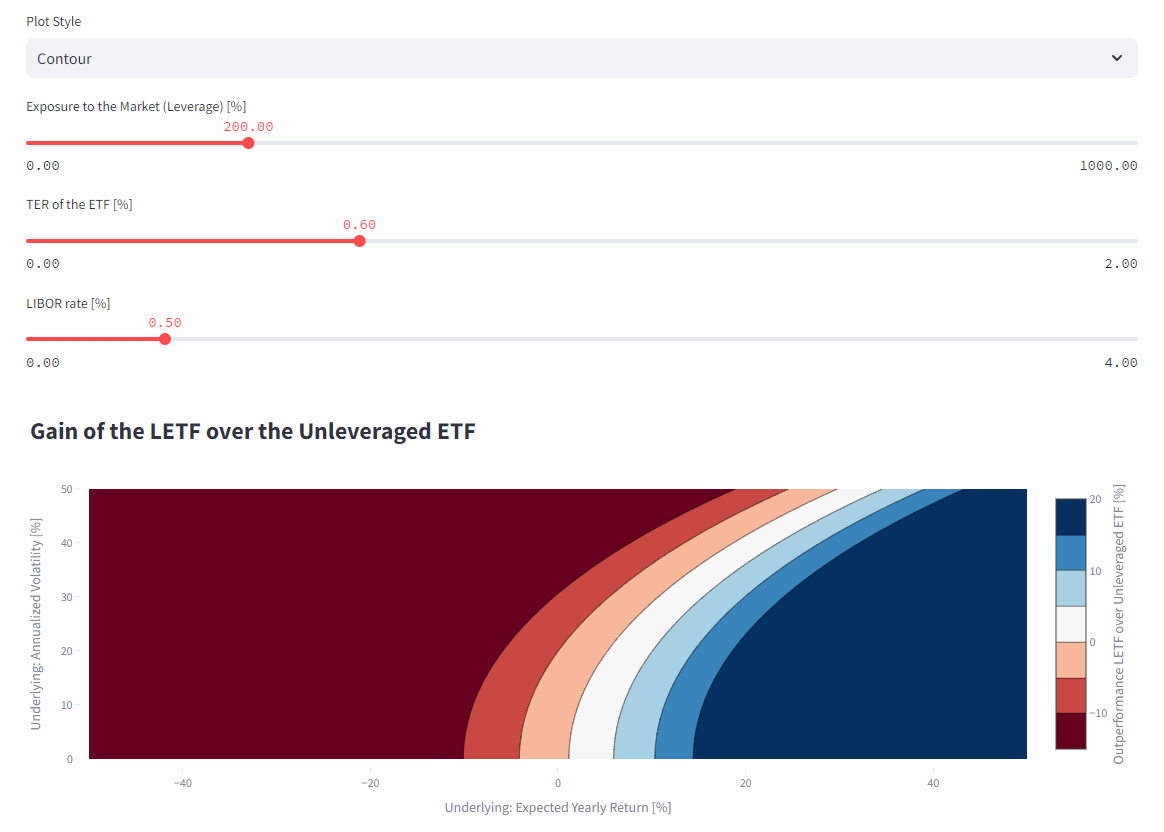 Plot Style
Contour
Exposure to the Market (Leverage) [%]
200.00
0.00 1000.00
TER of the ETF [%]
0.60
0.00 2.00
LIBOR rate [%]
0.50
0.00 4.00
Gain of the LETF over the Unleveraged ETF
50
40
30
20
10
0
Underlying: Annualized Volatility [%]
−40 −20 0 20 40
Underlying: Expected Yearly Return [%]
20
10
0
−10
Outperformance LETF over Unleveraged ETF [%]